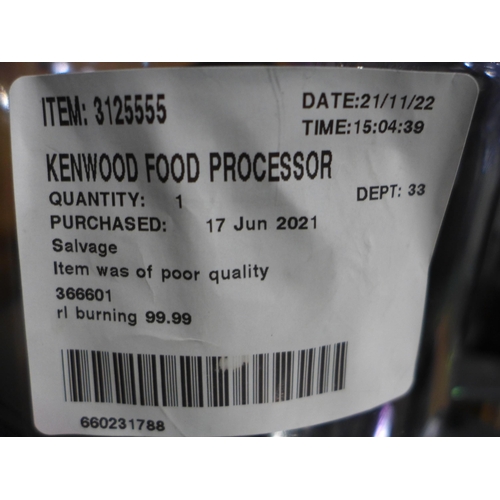 ITEM: 3125555 DATE:21/11/22
TIME:15:04:39
KENWOOD FOOD PROCESSOR
QUANTITY: 1 DEPT: 33
PURCHASED: 17 Jun 2021
Salvage
Item was of poor quality
366601
rl burning 99.99
660231788